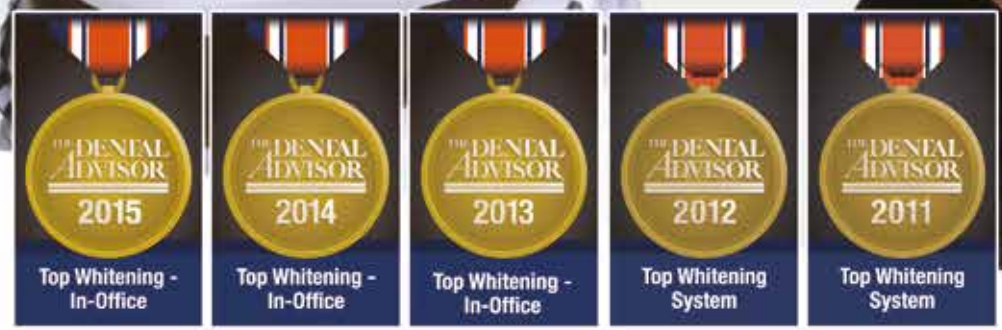 THE DENTAL
ADVISOR
2015
Top Whitening -
In-Office
THE DENTAL
ADVISOR
2014
Top Whitening -
In-Office
THE DENTAL
ADVISOR
2013
Top Whitening -
In-Office
THE DENTAL
ADVISOR
2012
Top Whitening
System
THE DENTAL
ADVISOR
2011
Top Whitening
System